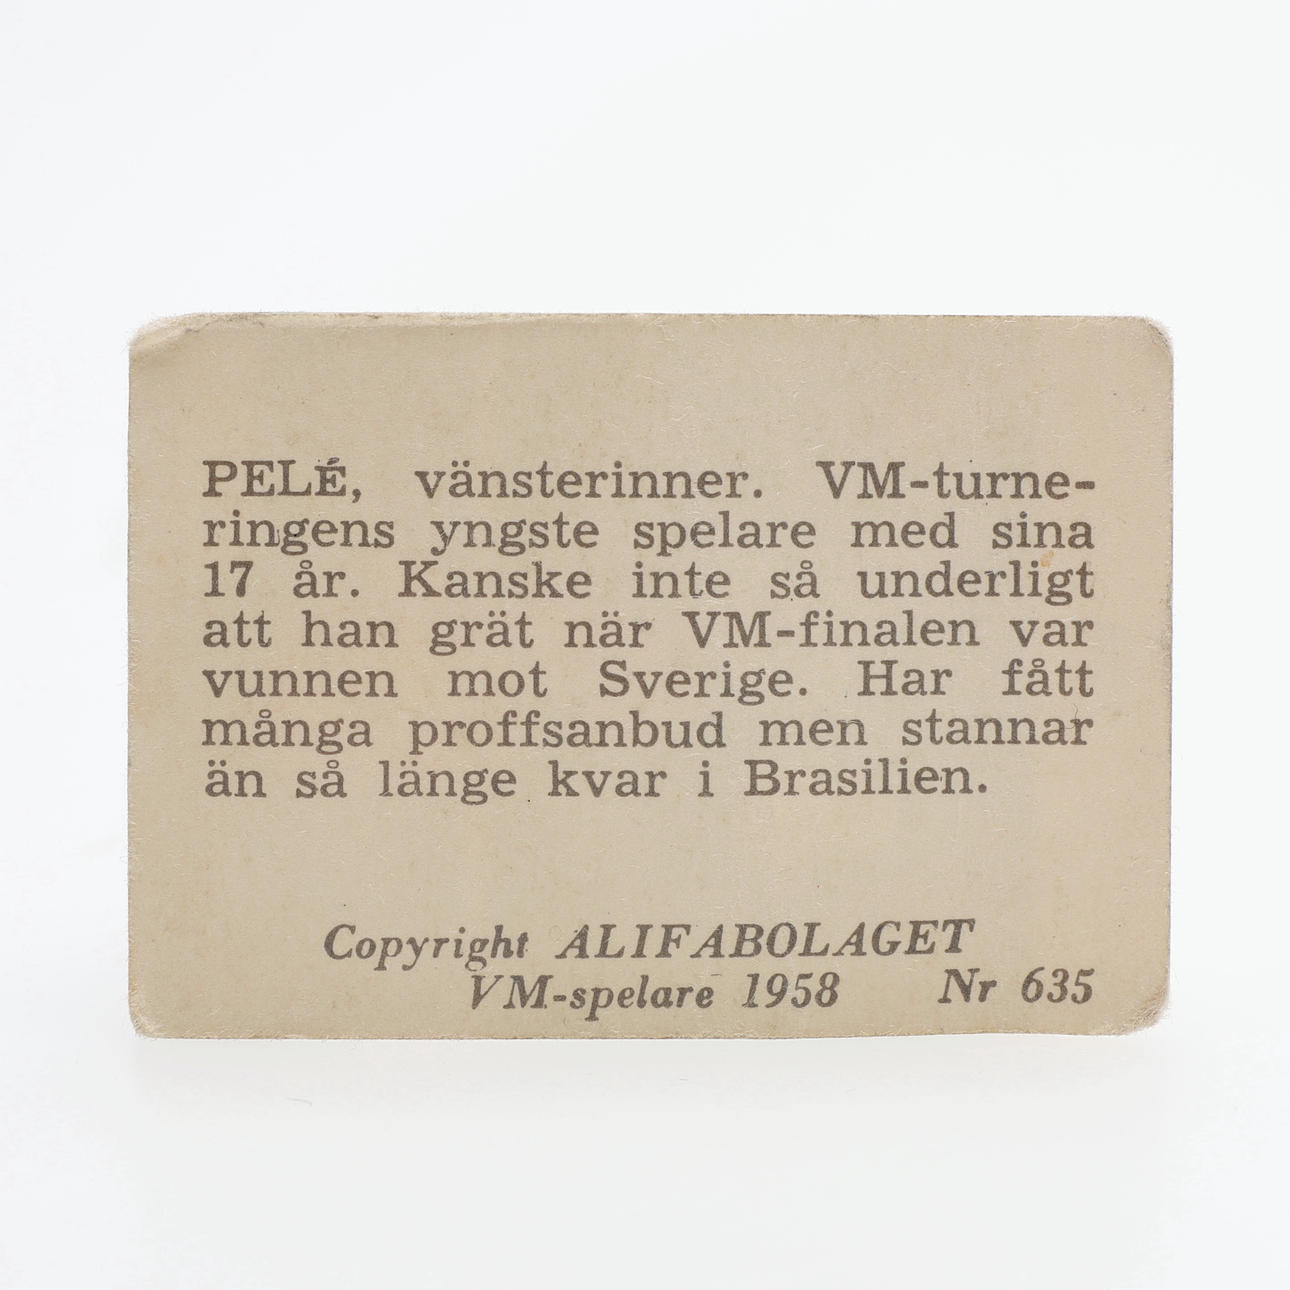 PELÉ, vänsterinner. VM-turne-
ringens yngste spelare med sina
17 år. Kanske inte så underligt
att han grät när VM-finalen var
vunnen mot Sverige. Har fått
många proffsanbud men stannar
än så länge kvar i Brasilien.
Copyright ALIFABOLAGET
VM-spelare 1958 Nr 635